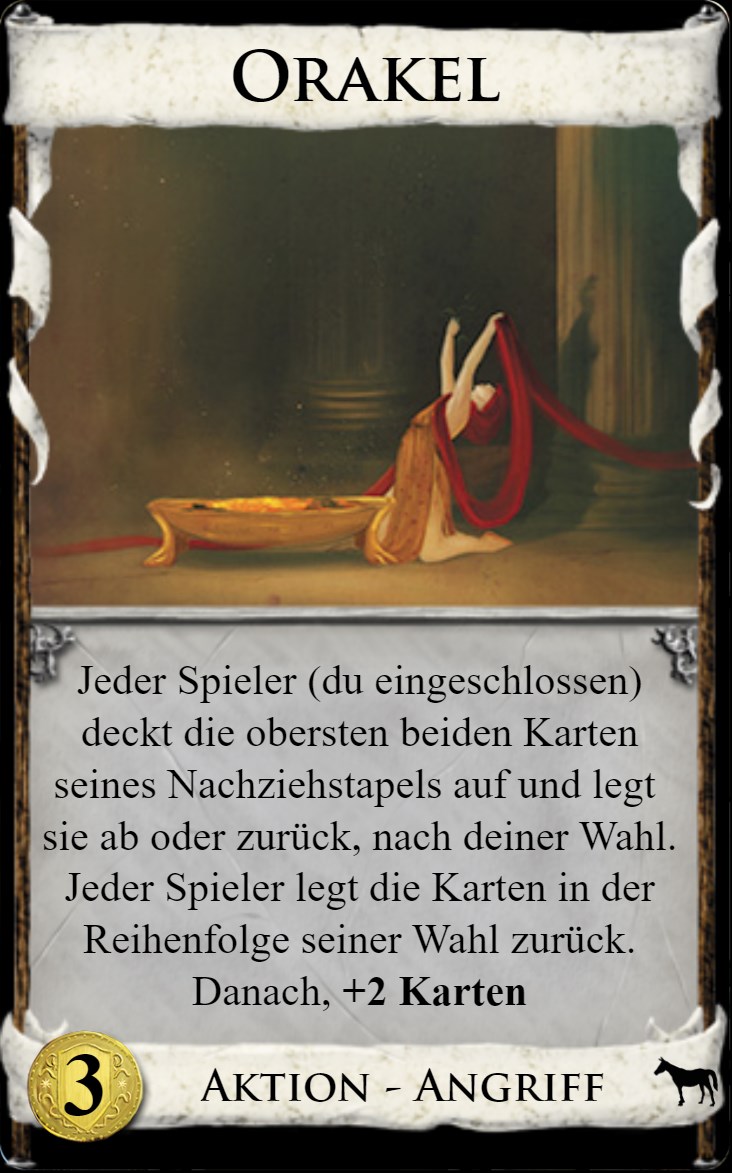 Orakel
Jeder Spieler (du eingeschlossen)
deckt die obersten beiden Karten
seines Nachziehstapels auf und legt
sie ab oder zurück, nach deiner Wahl.
Jeder Spieler legt die Karten in der
Reihenfolge seiner Wahl zurück.
Danach, +2 Karten
3 Aktion - Angriff